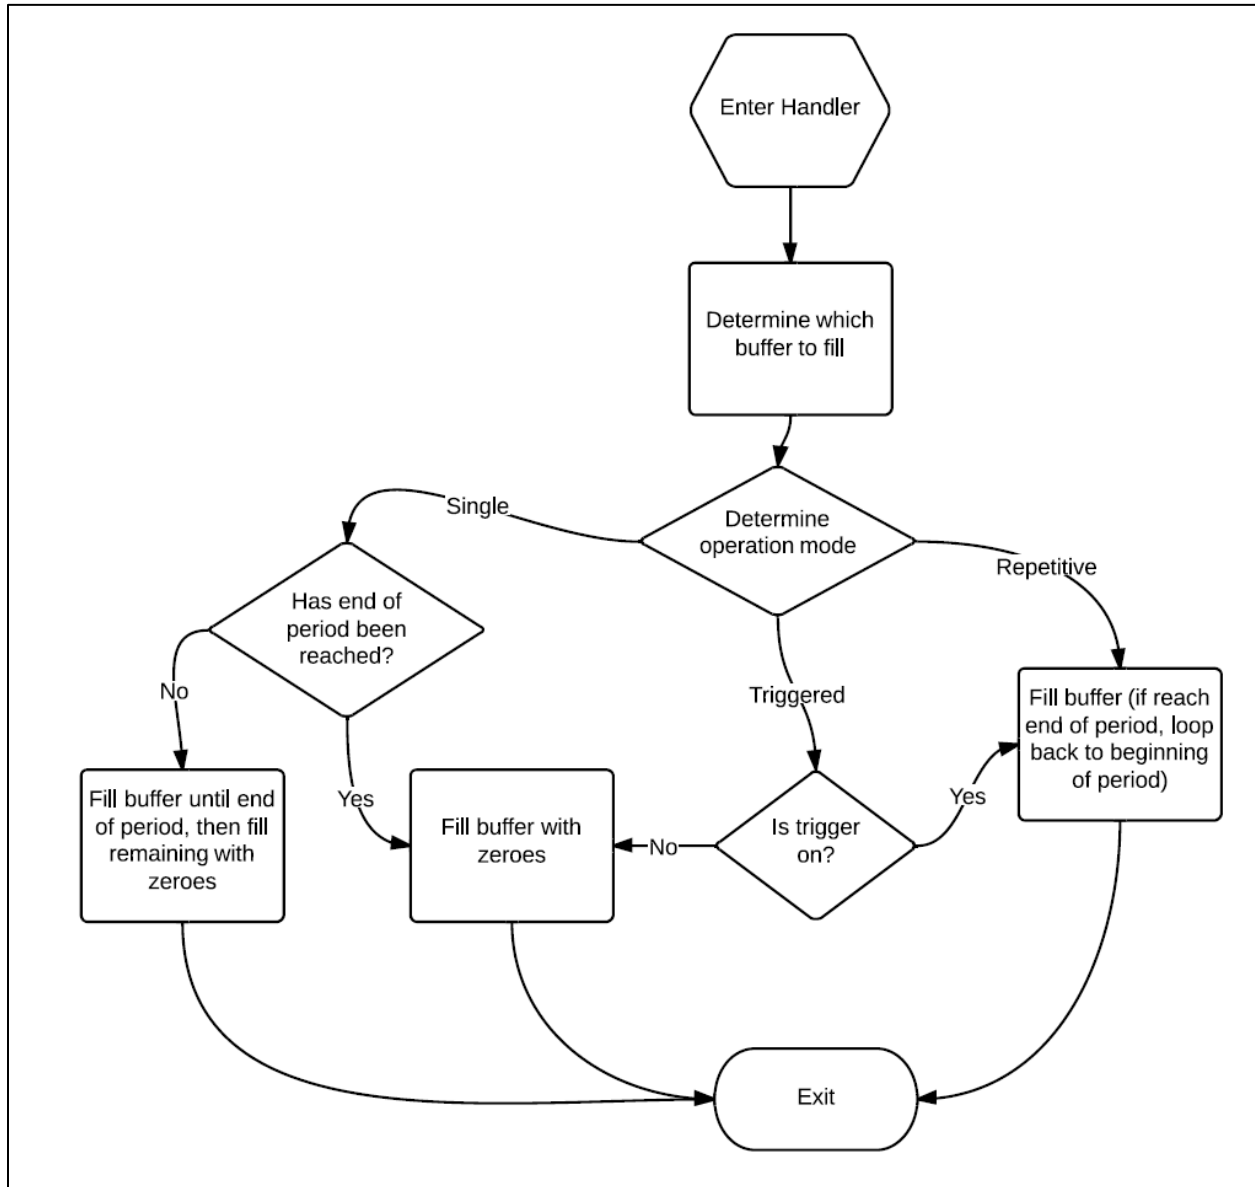 Enter Handler
Determine which
buffer to fill
Determine
operation mode
Single
Repetitive
Triggered
Has end of
period been
reached?
No
Yes
Fill buffer until end
of period, then fill
remaining with
zeroes
Fill buffer with
zeroes
No
Is trigger
on?
Yes
Fill buffer (if reach
end of period, loop
back to beginning
of period)
Exit